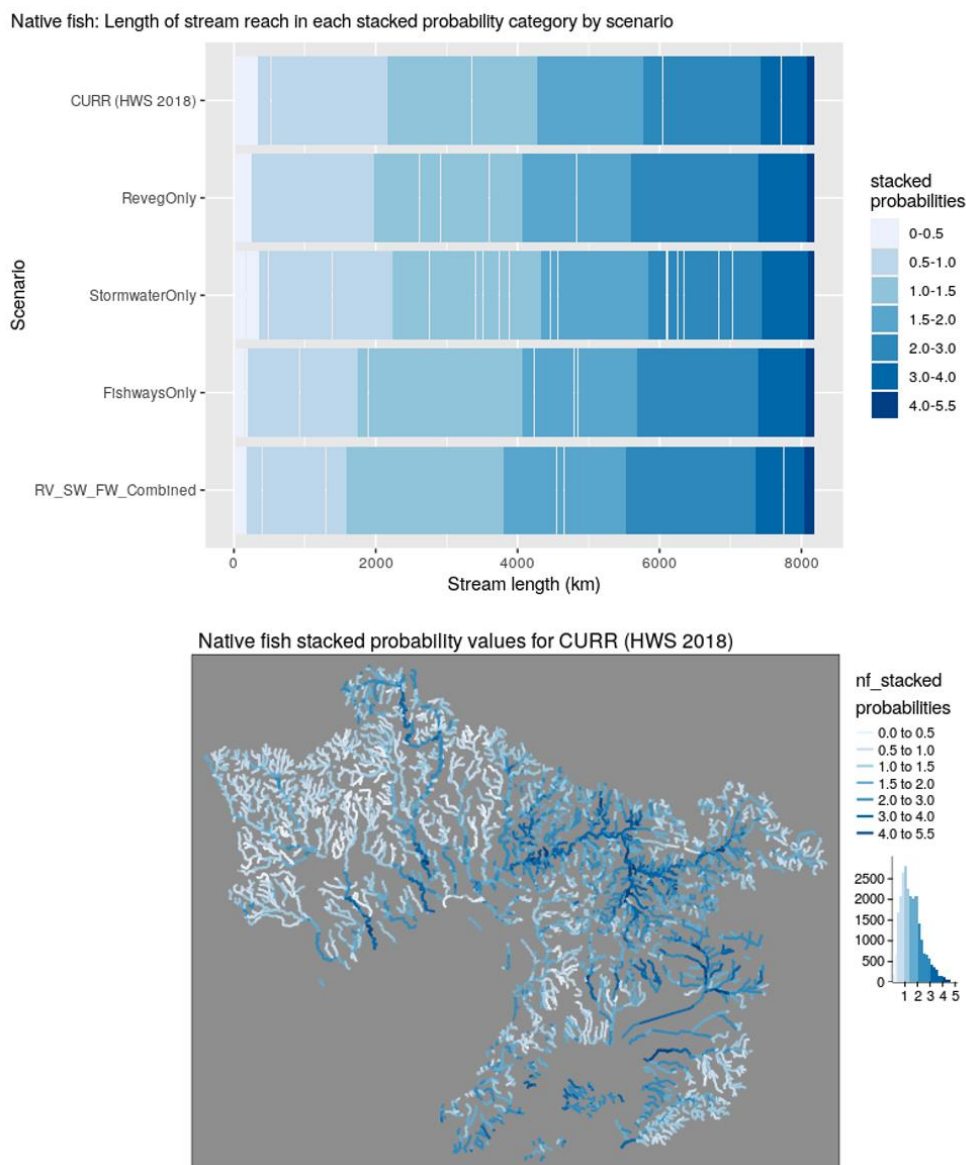 Native fish: Length of stream reach in each stacked probability category by scenario
CURR (HWS 2018)
RevegOnly
StormwaterOnly
FishwaysOnly
RV_SW_FW_Combined
Scenario
0 2000 4000 6000 8000
Stream length (km)
stacked
probabilities
0-0.5
0.5-1.0
1.0-1.5
1.5-2.0
2.0-3.0
3.0-4.0
4.0-5.5
Native fish stacked probability values for CURR (HWS 2018)
nf_stacked
probabilities
0.0 to 0.5
0.5 to 1.0
1.0 to 1.5
1.5 to 2.0
2.0 to 3.0
3.0 to 4.0
4.0 to 5.5
2500
2000
1500
1000
500
0
1 2 3 4 5